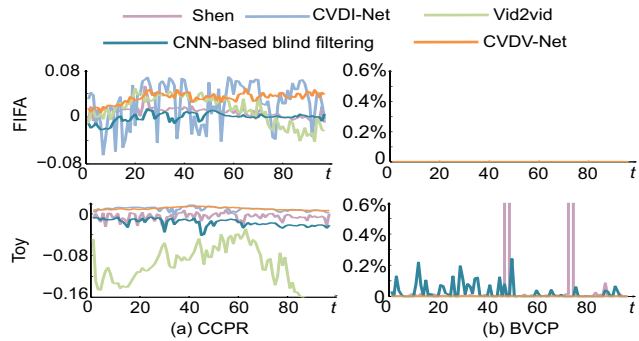 Shen CVDI-Net Vid2vid
CNN-based blind filtering CVDV-Net
0.08
0
−0.08
FIFA
20 40 60 80 t
0.6%
0.4%
0.2%
0
0 20 40 60 80 t
0
−0.08
−0.16
Toy
0 20 40 60 80 t
(a) CCPR
0.6%
0.4%
0.2%
0
0 20 40 60 80 t
(b) BVCP